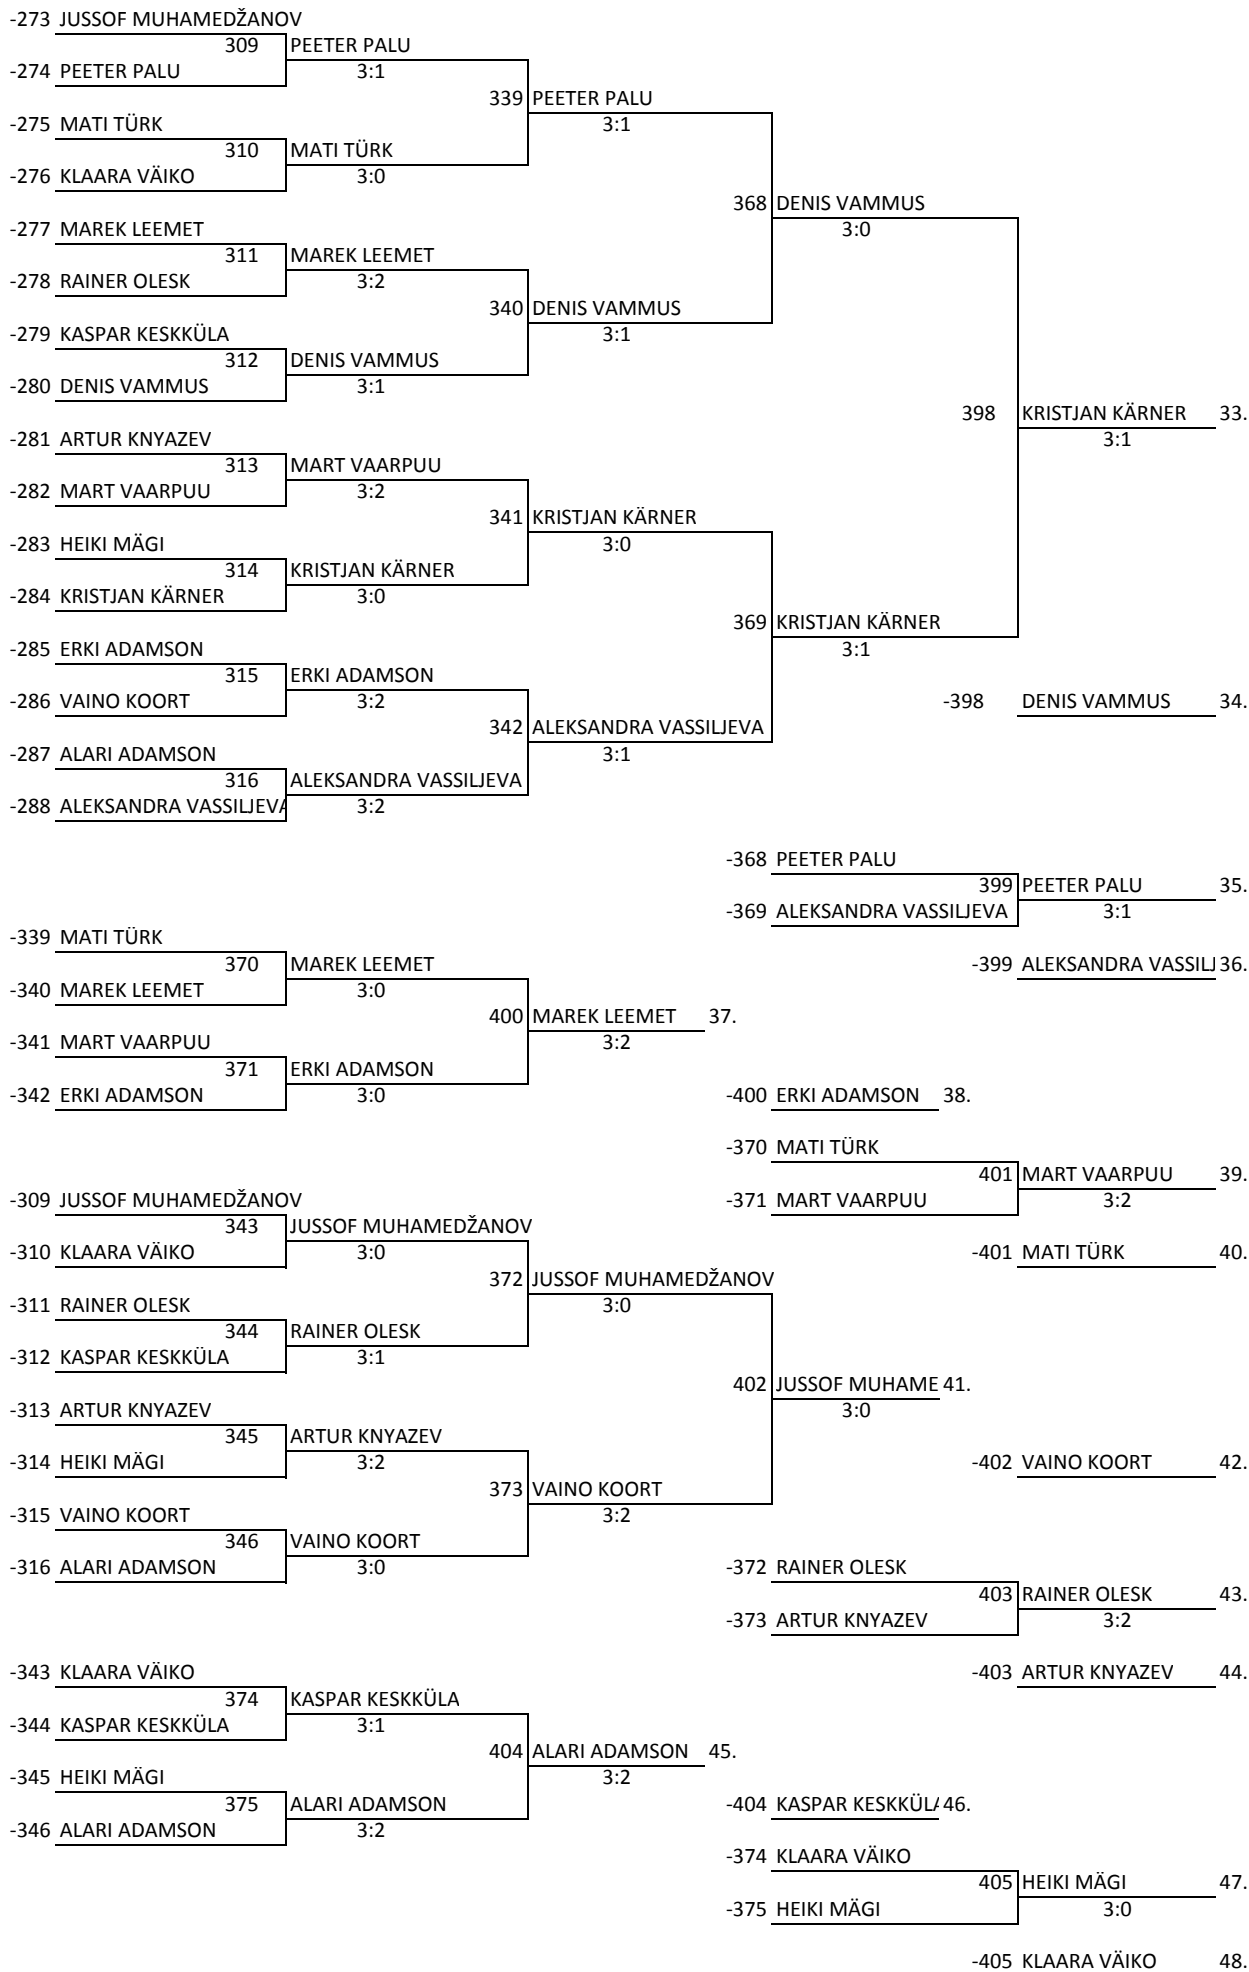 -273 JUSSOF MUHAMEDŽANOV
309 PEETER PALU
-274 PEETER PALU 3:1
339 PEETER PALU
-275 MATI TÜRK 3:1
310 MATI TÜRK
-276 KLAARA VÄIKO 3:0
368 DENIS VAMMUS
-277 MAREK LEEMET 3:0
311 MAREK LEEMET
-278 RAINER OLESK 3:2
340 DENIS VAMMUS
-279 KASPAR KESKKÜLA 3:1
312 DENIS VAMMUS
-280 DENIS VAMMUS 3:1
398 KRISTJAN KÄRNER 33.
-281 ARTUR KNYAZEV 3:1
313 MART VAARPUU
-282 MART VAARPUU 3:2
341 KRISTJAN KÄRNER
-283 HEIKI MÄGI 3:0
314 KRISTJAN KÄRNER
-284 KRISTJAN KÄRNER 3:0
369 KRISTJAN KÄRNER
-285 ERKI ADAMSON 3:1
315 ERKI ADAMSON
-286 VAINO KOORT 3:2 -398 DENIS VAMMUS 34.
342 ALEKSANDRA VASSILJEVA
-287 ALARI ADAMSON 3:1
316 ALEKSANDRA VASSILJEVA
-288 ALEKSANDRA VASSILJEVA 3:2
-368 PEETER PALU
399 PEETER PALU 35.
-369 ALEKSANDRA VASSILJEVA 3:1
-339 MATI TÜRK
370 MAREK LEEMET -399 ALEKSANDRA VASSILJ 36.
-340 MAREK LEEMET 3:0
400 MAREK LEEMET 37.
-341 MART VAARPUU 3:2
371 ERKI ADAMSON
-342 ERKI ADAMSON 3:0 -400 ERKI ADAMSON 38.
-370 MATI TÜRK
401 MART VAARPUU 39.
-309 JUSSOF MUHAMEDŽANOV -371 MART VAARPUU 3:2
343 JUSSOF MUHAMEDŽANOV
-310 KLAARA VÄIKO 3:0 -401 MATI TÜRK 40.
372 JUSSOF MUHAMEDŽANOV
-311 RAINER OLESK 3:0
344 RAINER OLESK
-312 KASPAR KESKKÜLA 3:1
402 JUSSOF MUHAME 41.
-313 ARTUR KNYAZEV 3:0
345 ARTUR KNYAZEV
-314 HEIKI MÄGI 3:2 -402 VAINO KOORT 42.
373 VAINO KOORT
-315 VAINO KOORT 3:2
346 VAINO KOORT
-316 ALARI ADAMSON 3:0 -372 RAINER OLESK
403 RAINER OLESK 43.
-373 ARTUR KNYAZEV 3:2
-343 KLAARA VÄIKO -403 ARTUR KNYAZEV 44.
374 KASPAR KESKKÜLA
-344 KASPAR KESKKÜLA 3:1
404 ALARI ADAMSON 45.
-345 HEIKI MÄGI 3:2
375 ALARI ADAMSON -404 KASPAR KESKKÜLA 46.
-346 ALARI ADAMSON 3:2
-374 KLAARA VÄIKO
405 HEIKI MÄGI 47.
-375 HEIKI MÄGI 3:0
-405 KLAARA VÄIKO 48.